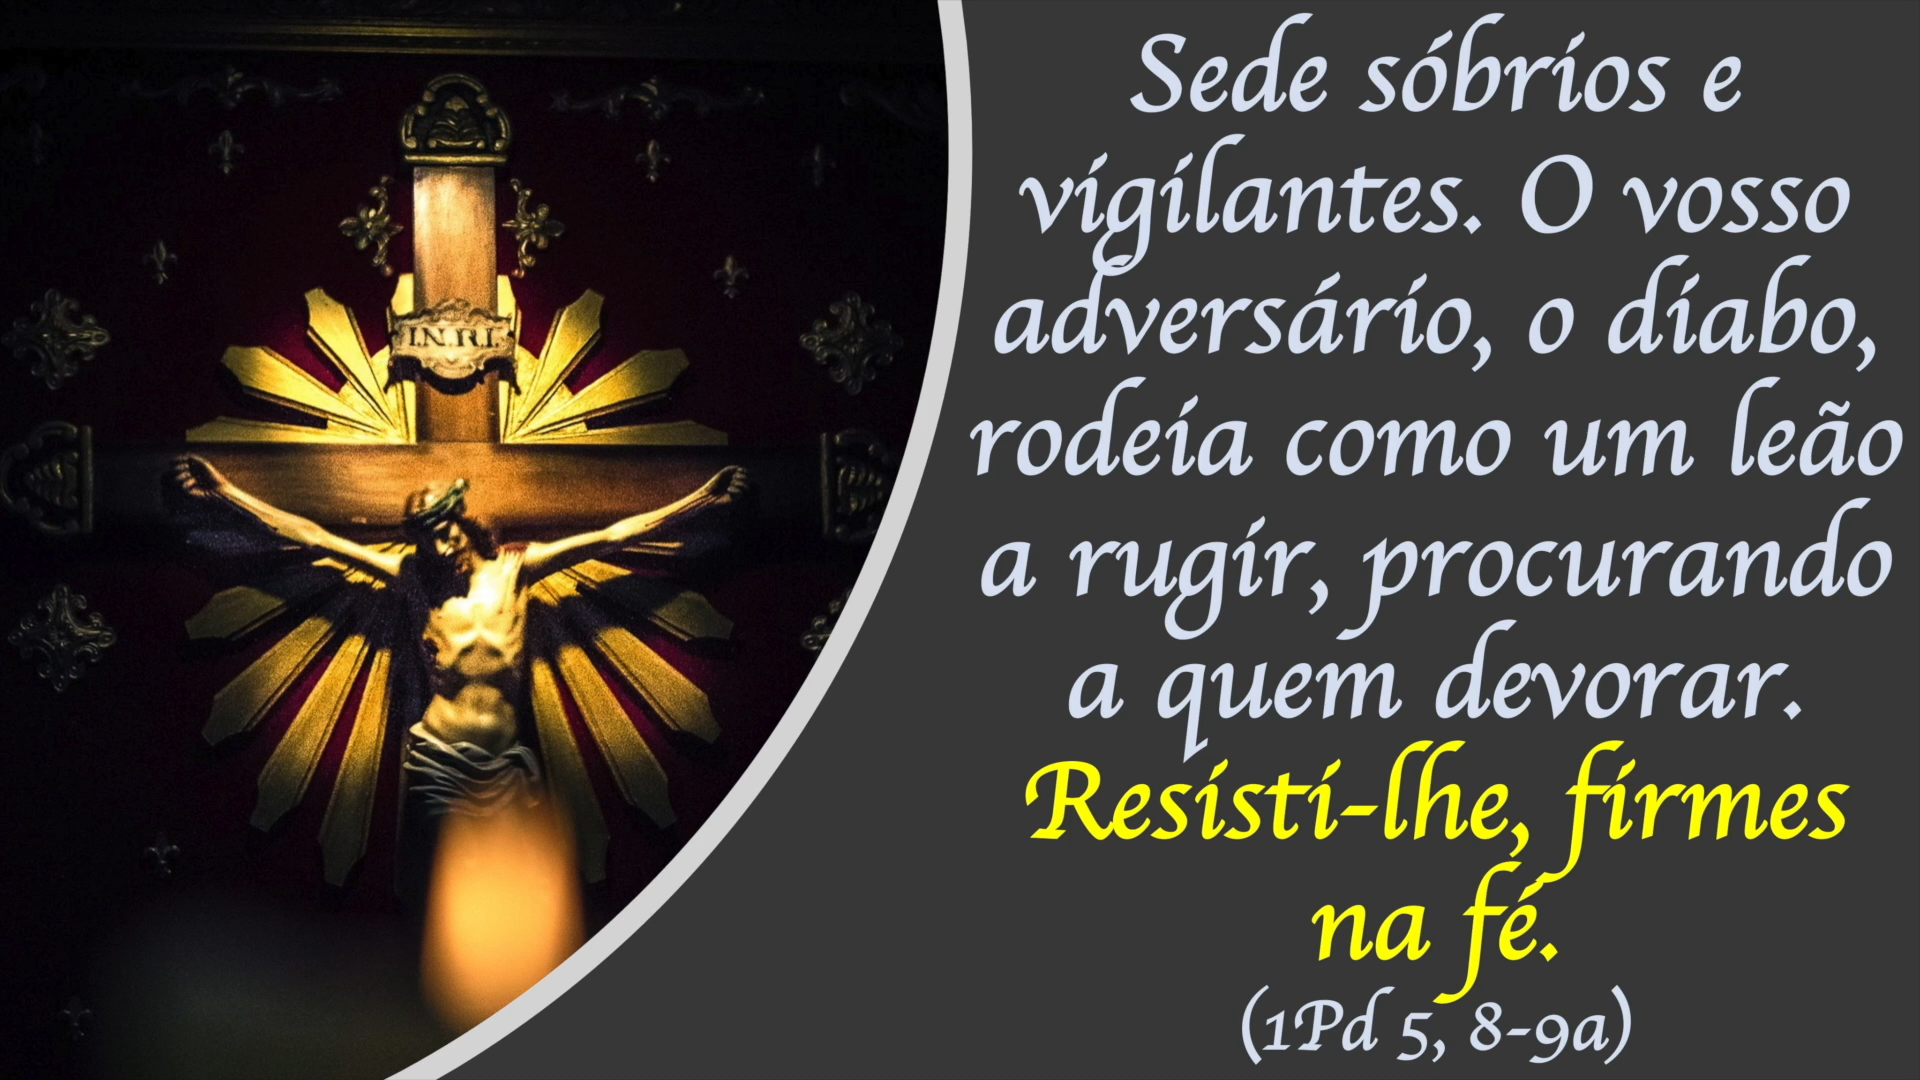 I.N.R.I.
Sede sóbrios e
vigilantes. O vosso
adversário, o diabo,
rodeia como um leão
a rugir, procurando
a quem devorar.
Resisti-lhe, firmes
na fé.
(1Pd 5, 8-9a)